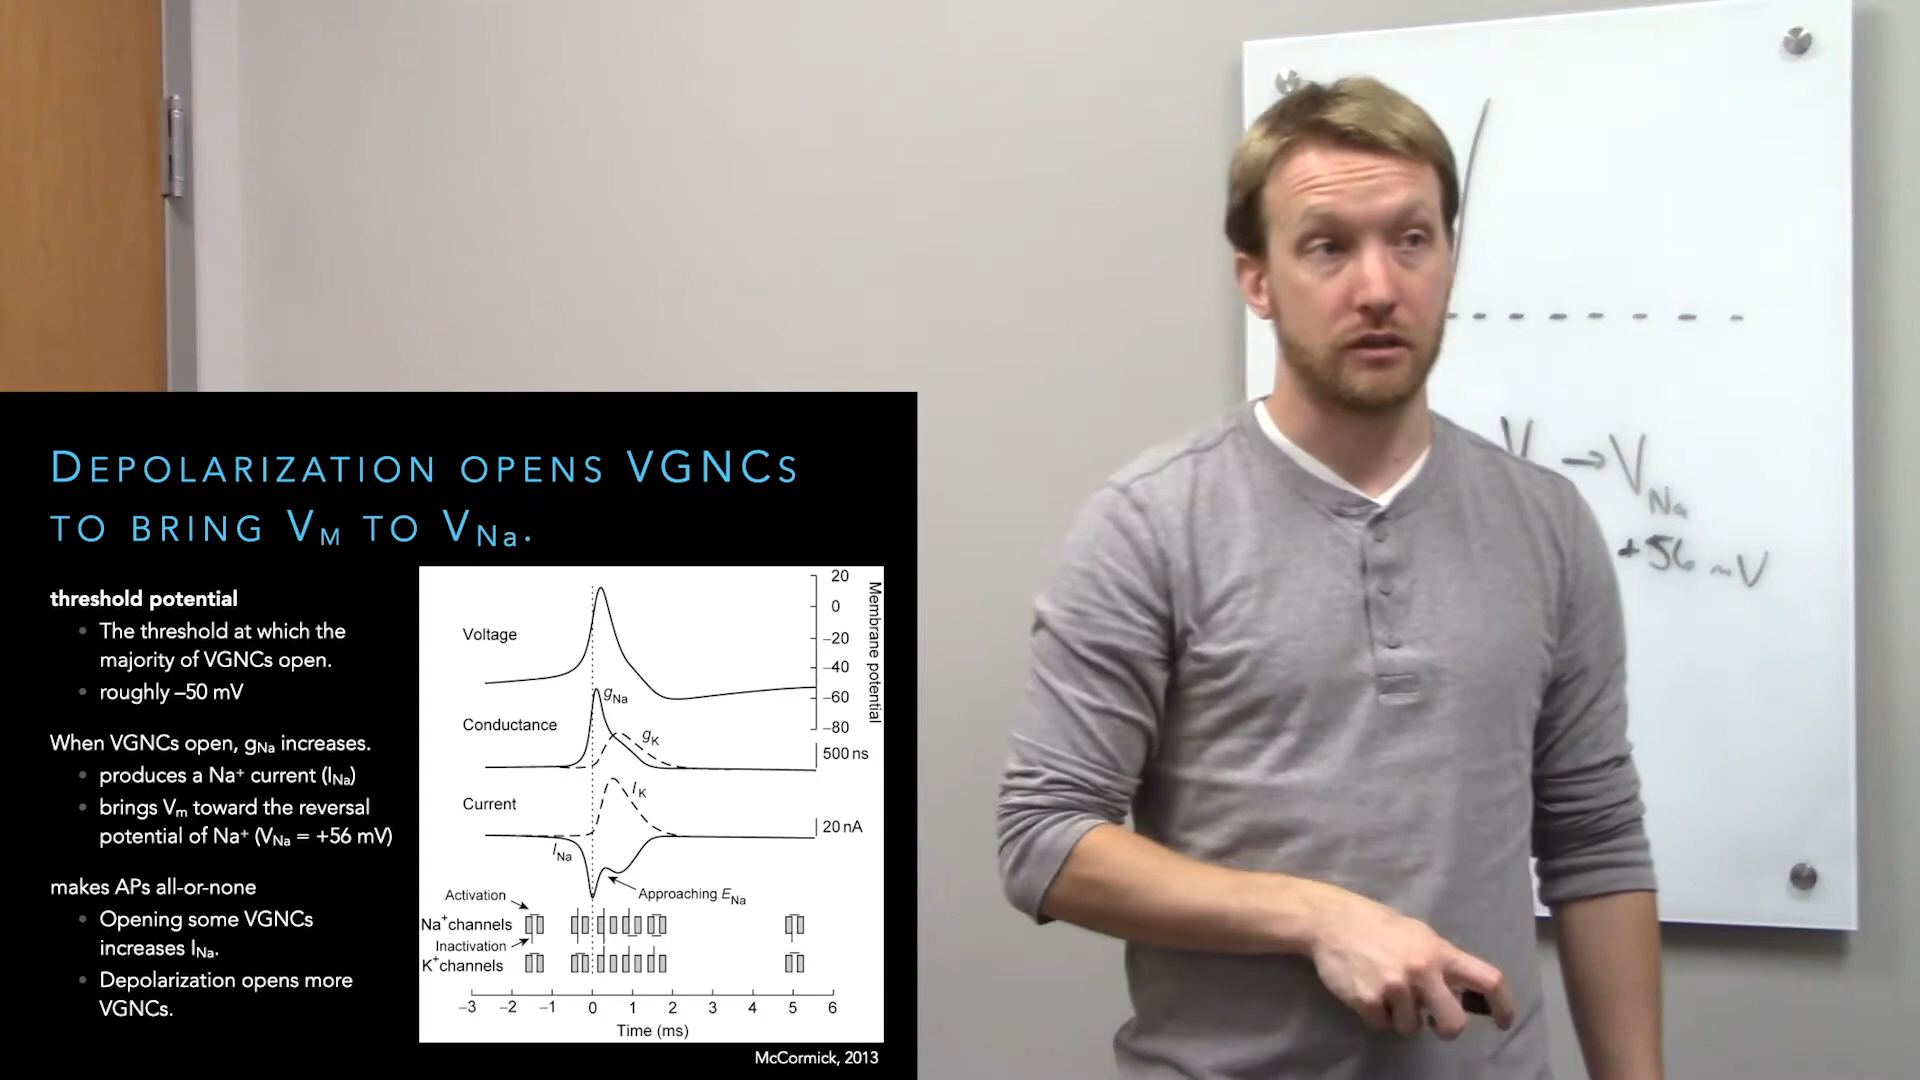 DEPOLARIZATION OPENS VGNCS
TO BRING VM TO VNa.
threshold potential
• The threshold at which the
majority of VGNCs open.
• roughly –50 mV
When VGNCs open, gNa increases.
• produces a Na+ current (INa)
• brings Vm toward the reversal
potential of Na+ (VNa = +56 mV)
makes APs all-or-none
• Opening some VGNCs
increases INa.
• Depolarization opens more
VGNCs.
Voltage
20
0
–20
–40
–60
–80
Membrane potential
gNa
Conductance
gK
500 ns
IK
Current
20 nA
INa
Approaching ENa
Activation
Na+channels
Inactivation
K+channels
–3 –2 –1 0 1 2 3 4 5 6
Time (ms)
McCormick, 2013
V → VNa
+56 mV